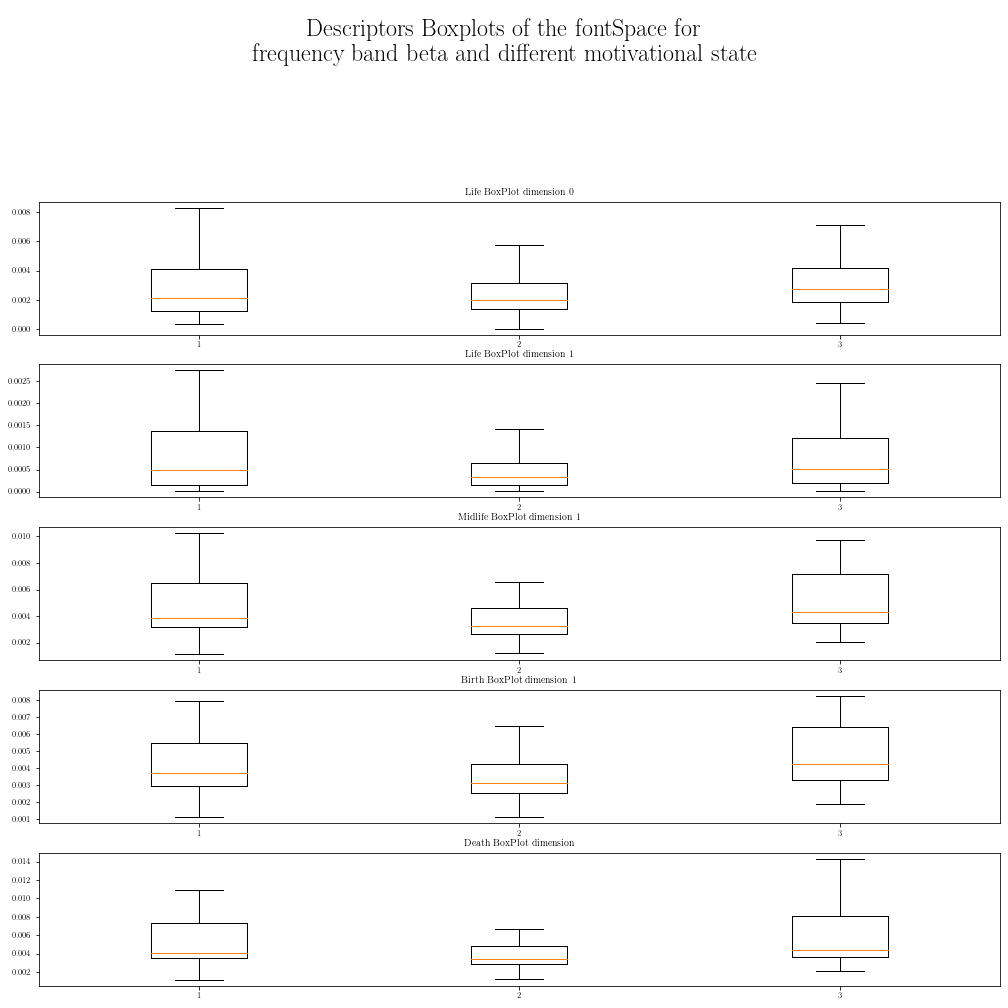 Descriptors Boxplots of the fontSpace for
frequency band beta and different motivational state
Life BoxPlot dimension 0
0.008
0.006
0.004
0.002
0.000
1 2 3
Life BoxPlot dimension 1
0.0025
0.0020
0.0015
0.0010
0.0005
0.0000
1 2 3
Midlife BoxPlot dimension 1
0.010
0.008
0.006
0.004
0.002
1 2 3
Birth BoxPlot dimension 1
0.008
0.007
0.006
0.005
0.004
0.003
0.002
0.001
1 2 3
Death BoxPlot dimension
0.014
0.012
0.010
0.008
0.006
0.004
0.002
1 2 3